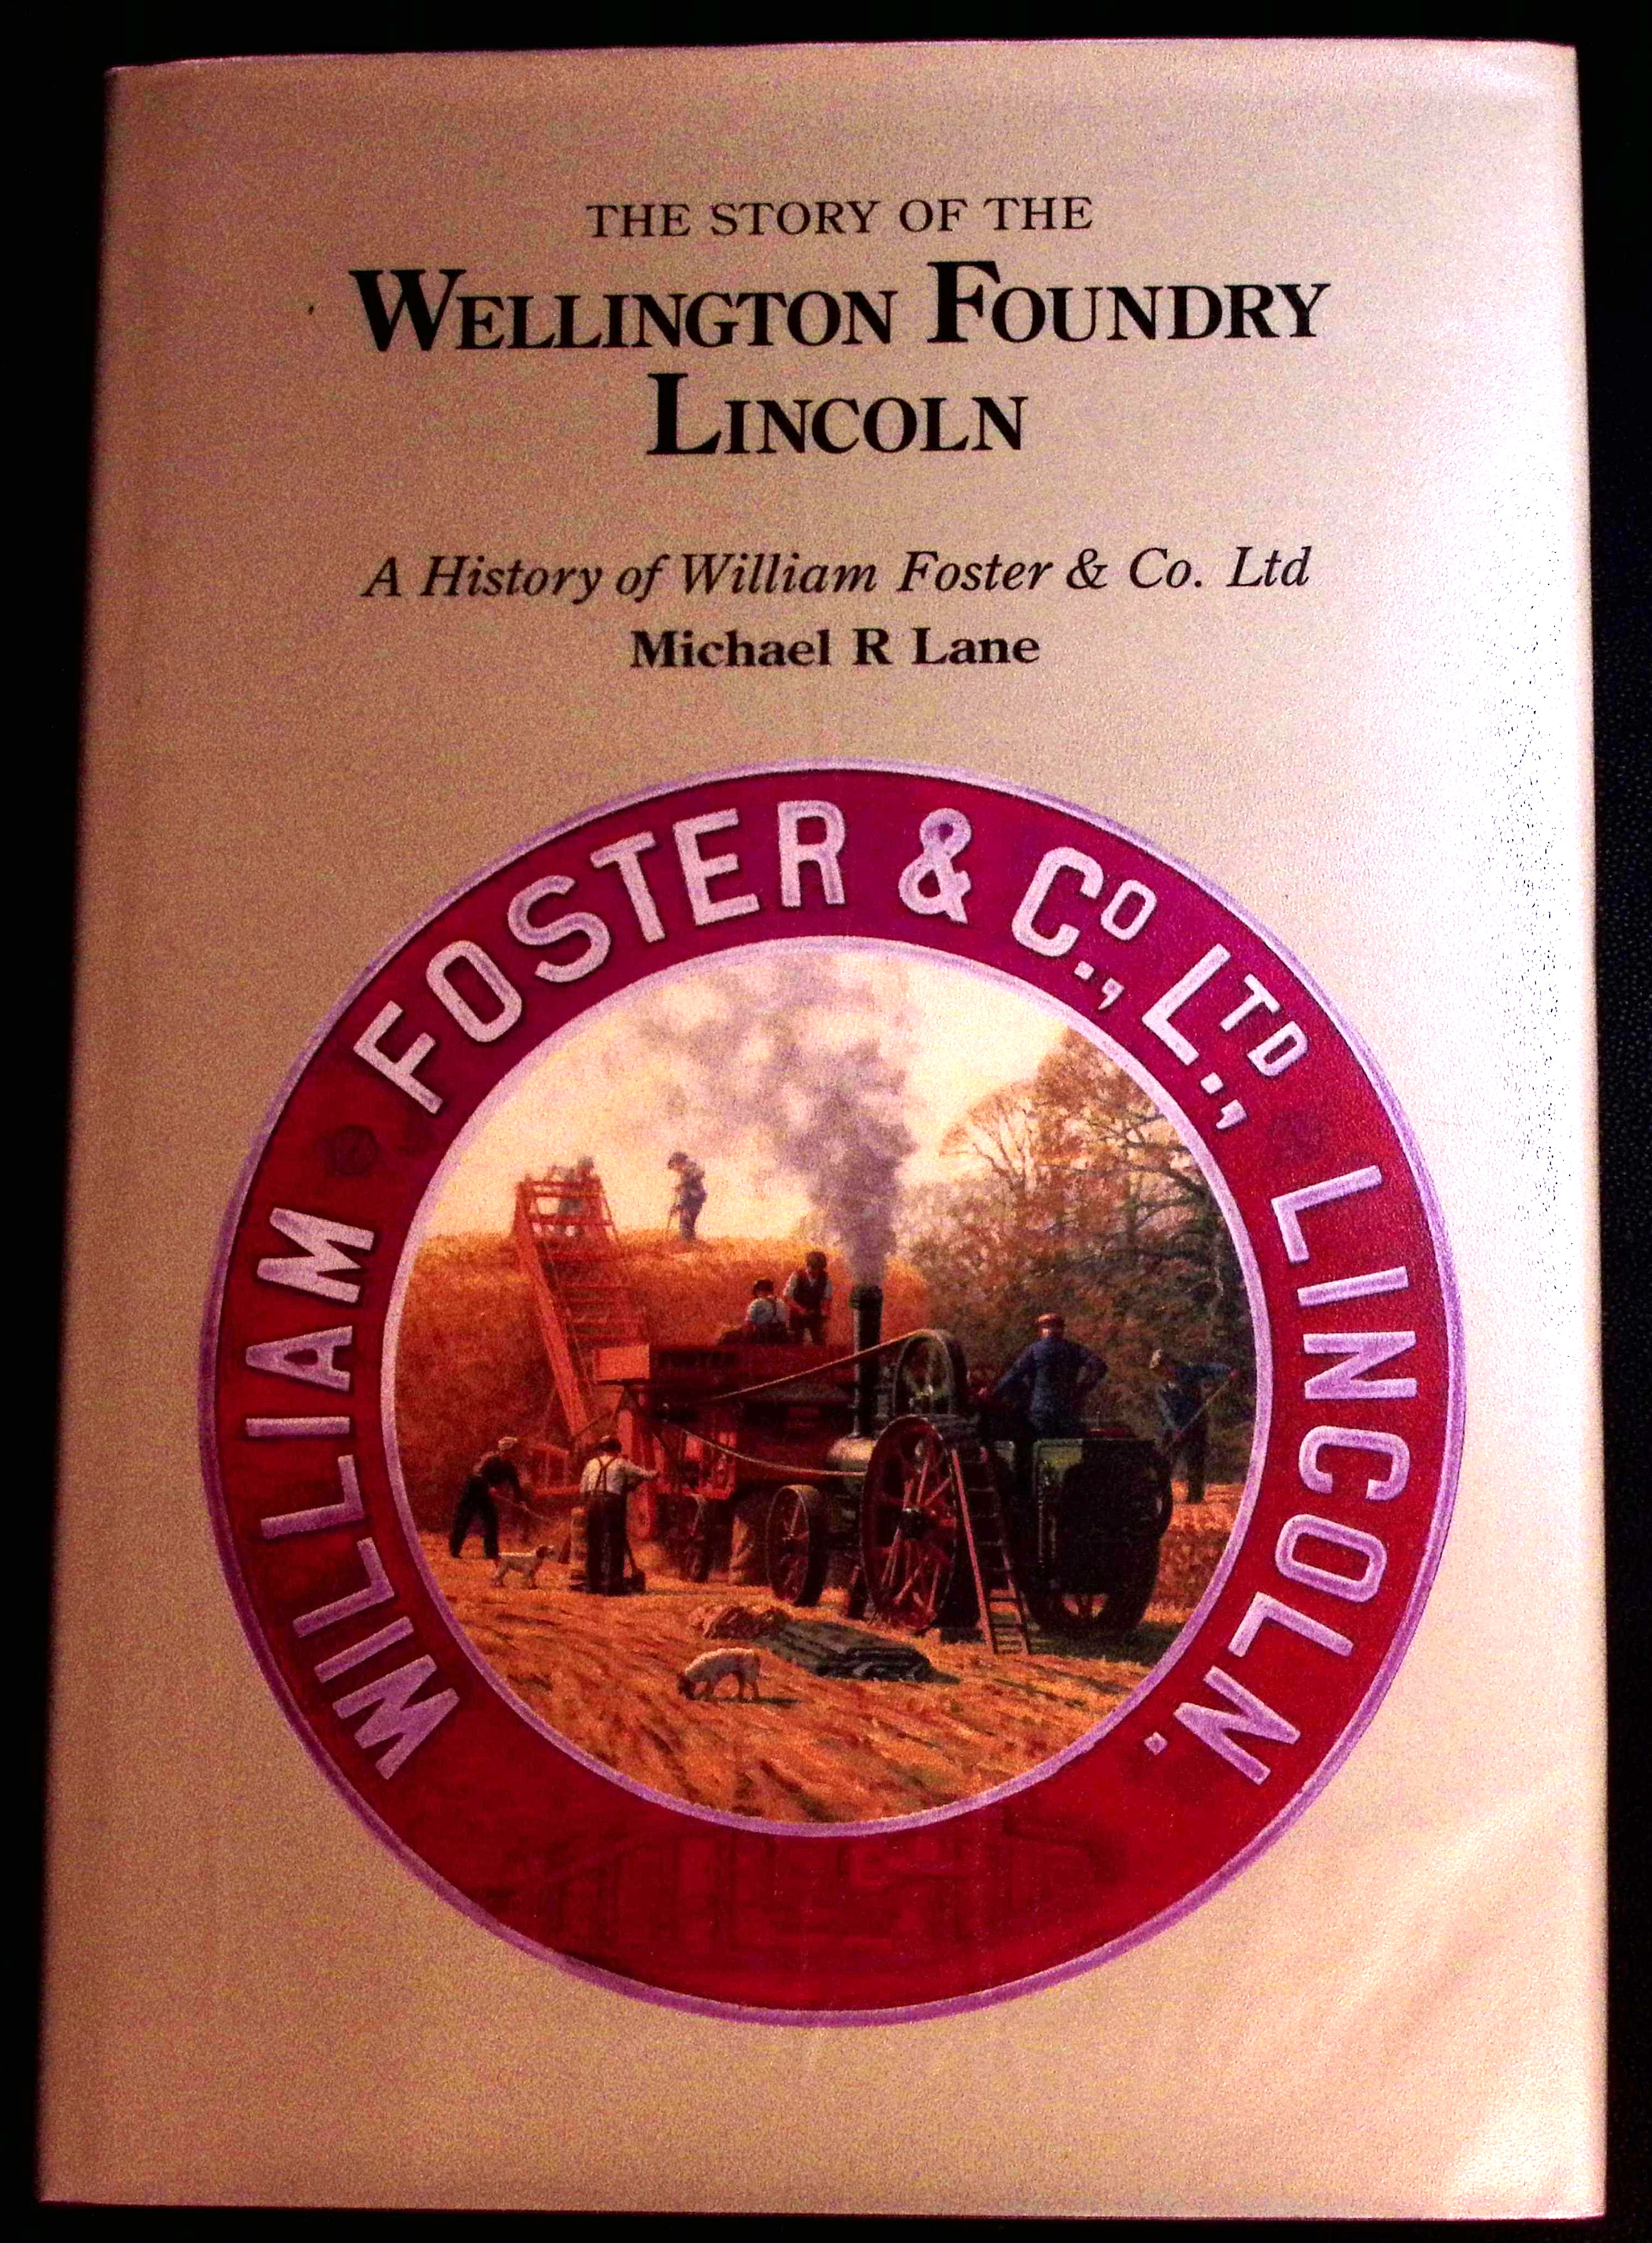 THE STORY OF THE
WELLINGTON FOUNDRY
LINCOLN
A History of William Foster & Co. Ltd
Michael R Lane
WILLIAM FOSTER & Co., LTD., LINCOLN.